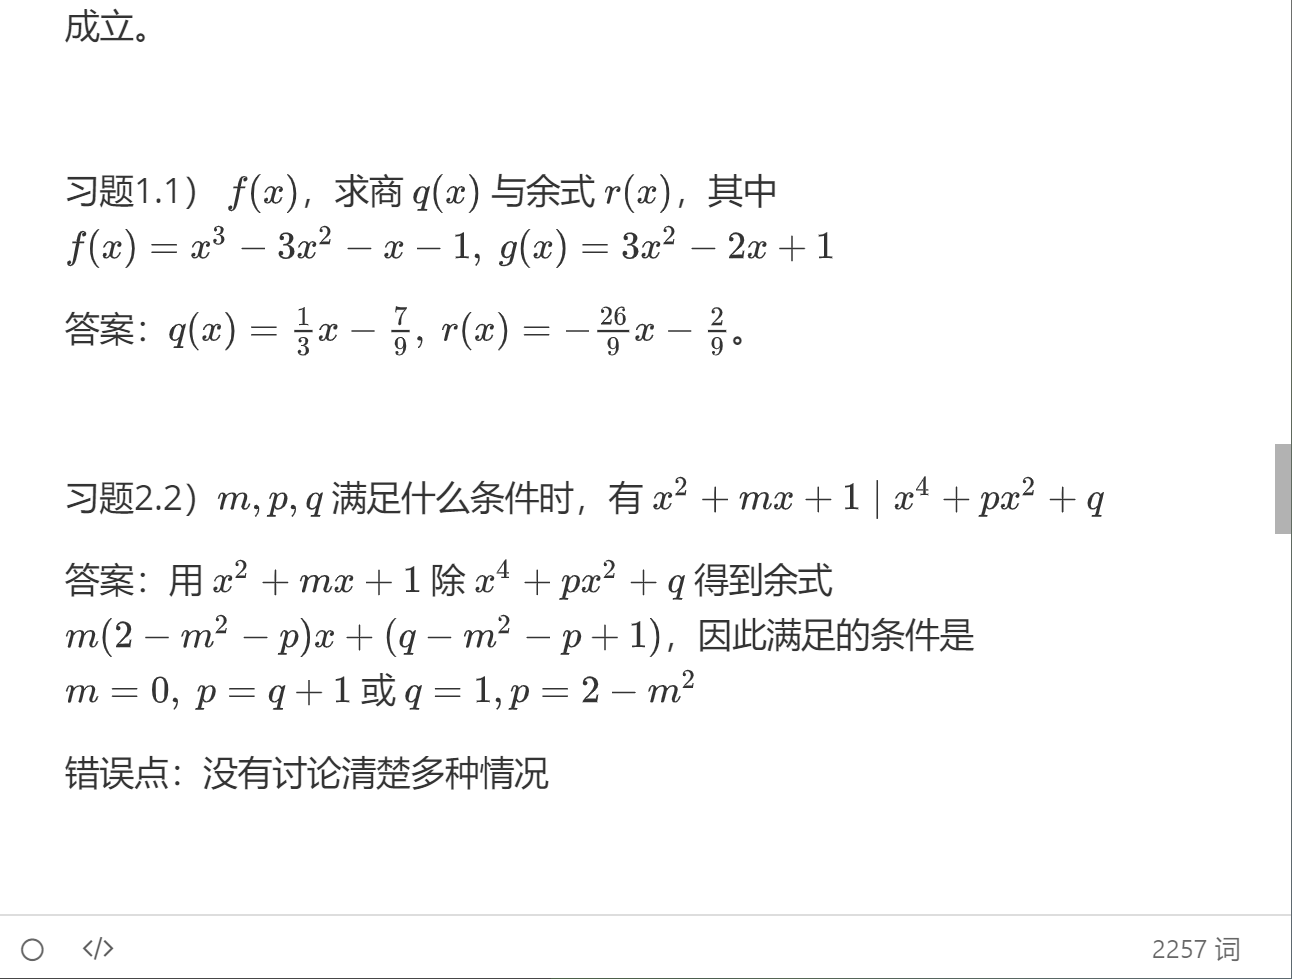 成立。
习题1.1） f(x)，求商 q(x) 与余式 r(x)，其中
f(x) = x³ − 3x² − x − 1, g(x) = 3x² − 2x + 1
答案：q(x) = 1/3 x − 7/9, r(x) = −26/9 x − 2/9。
习题2.2）m, p, q 满足什么条件时，有 x² + mx + 1 | x⁴ + px² + q
答案：用 x² + mx + 1 除 x⁴ + px² + q 得到余式
m(2 − m² − p)x + (q − m² − p + 1)，因此满足的条件是
m = 0, p = q + 1 或 q = 1, p = 2 − m²
错误点：没有讨论清楚多种情况
</> 2257 词